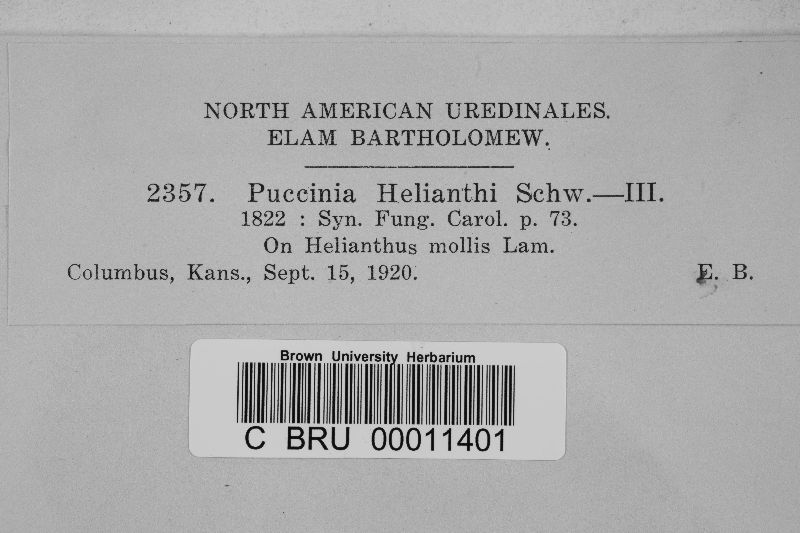 NORTH AMERICAN UREDINALES.
ELAM BARTHOLOMEW.
2357. Puccinia Helianthi Schw.—III.
1822 : Syn. Fung. Carol. p. 73.
On Helianthus mollis Lam.
Columbus, Kans., Sept. 15, 1920. E. B.
Brown University Herbarium
C BRU 00011401